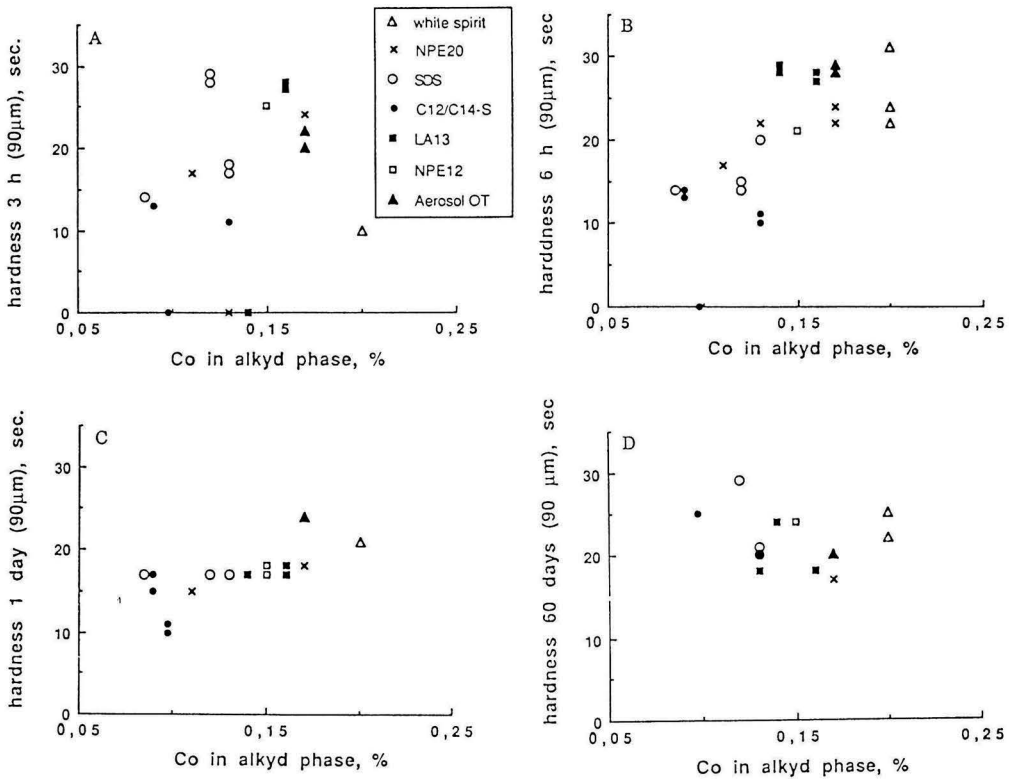 A
hardness 3 h (90µm), sec.
30
20
10
0
0,05
0,15
0,25
Co in alkyd phase, %
white spirit
NPE20
SDS
C12/C14-S
LA13
NPE12
Aerosol OT
B
harddness 6 h (90µm), sec.
30
20
10
0
0,05
0,15
0,25
Co in alkyd phase, %
C
hardness 1 day (90µm), sec.
30
20
10
0
0,05
0,15
0,25
Co in alkyd phase, %
D
hardness 60 days (90 µm), sec
30
20
10
0
0,05
0,15
0,25
Co in alkyd phase, %